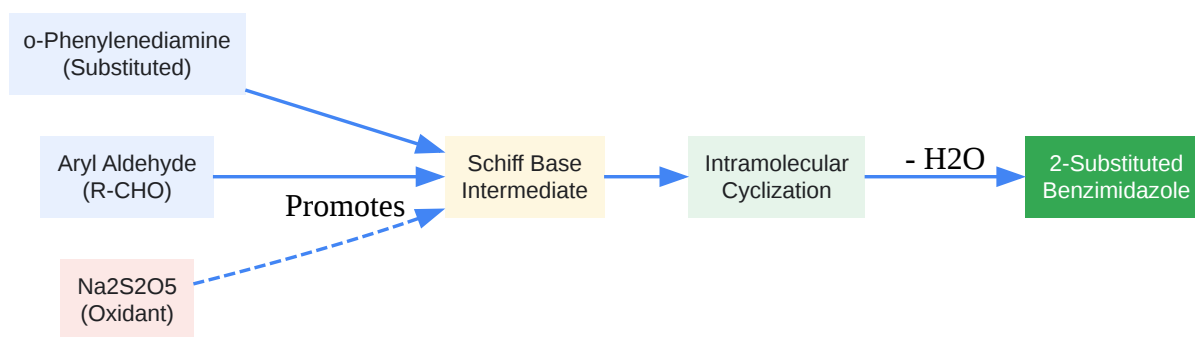 o-Phenylenediamine
(Substituted)
Aryl Aldehyde
(R-CHO)
Promotes
Na2S2O5
(Oxidant)
Schiff Base
Intermediate
Intramolecular
Cyclization
- H2O
2-Substituted
Benzimidazole